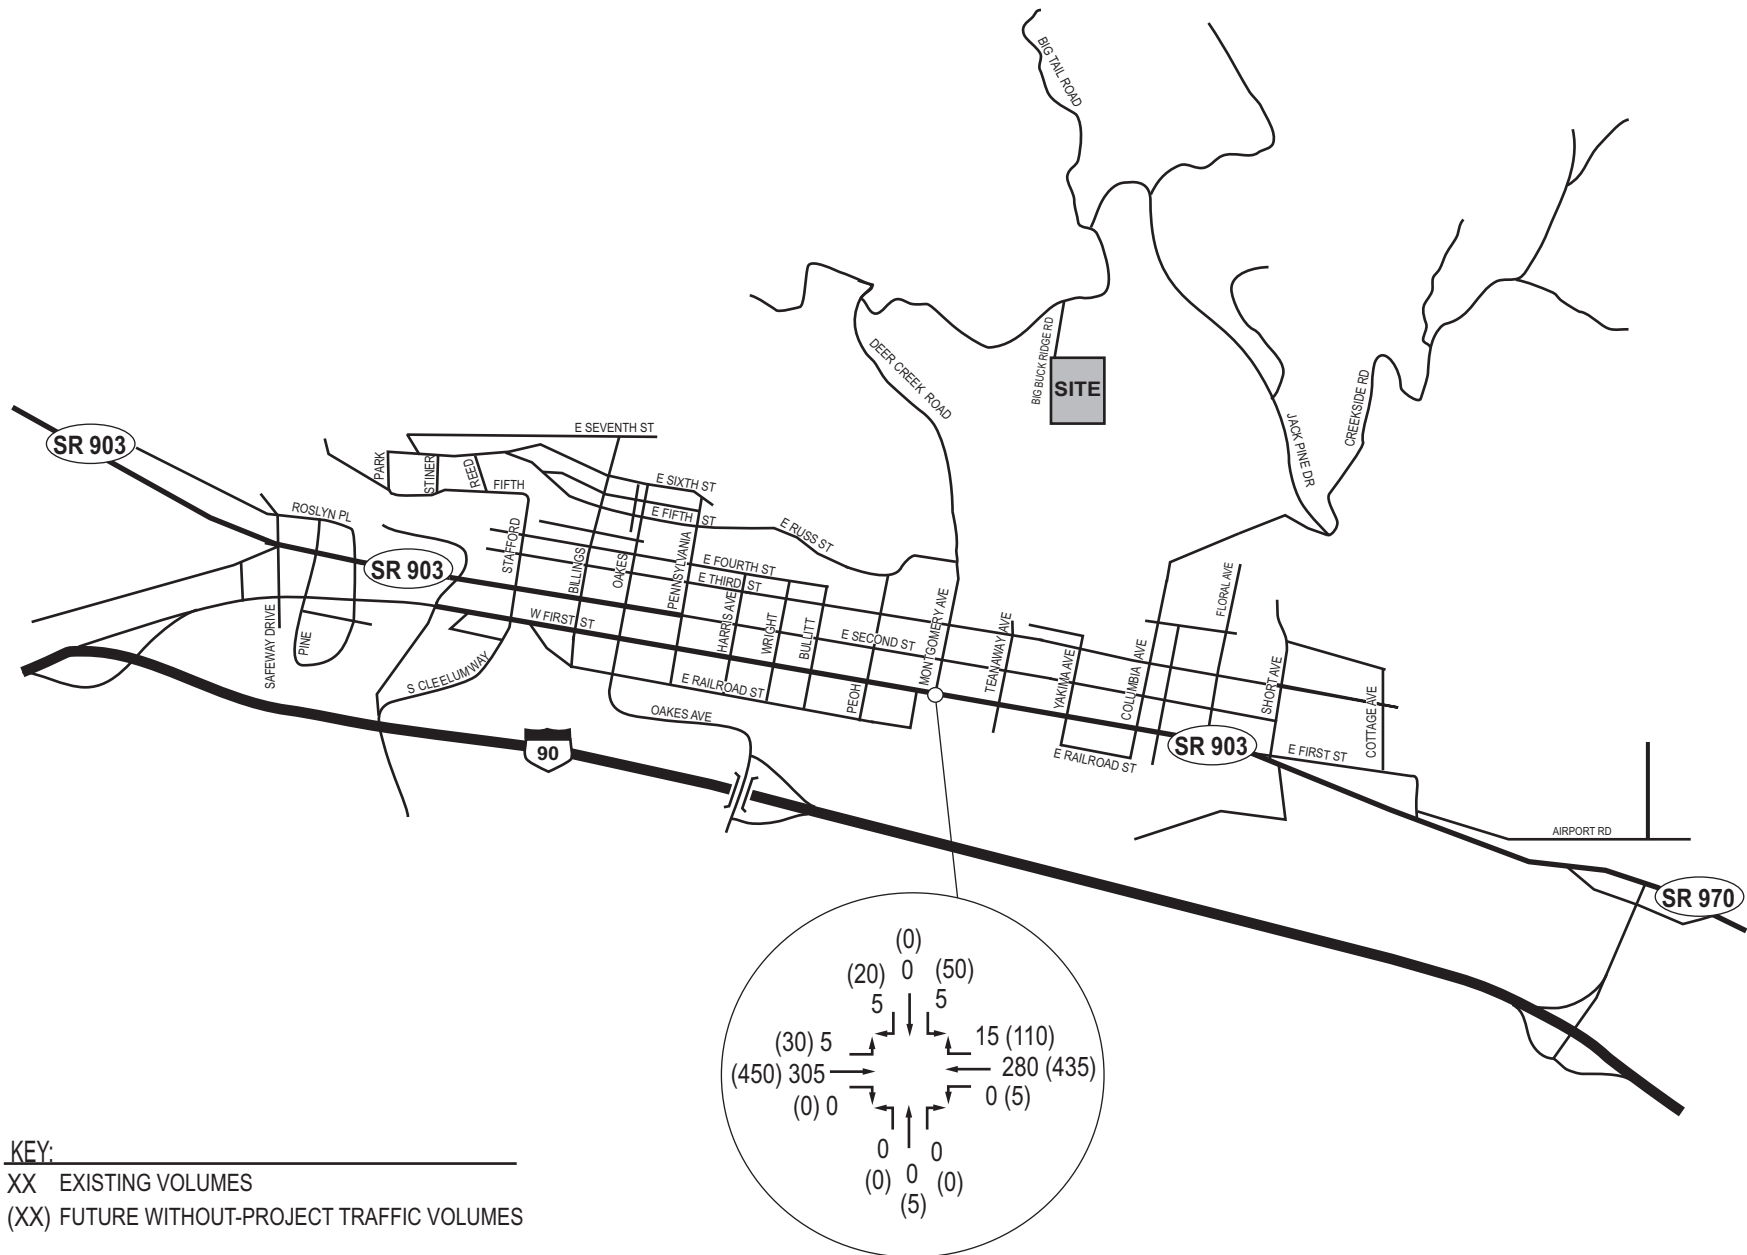 BIG TAIL ROAD
DEER CREEK ROAD
BIG BUCK RIDGE RD
SITE
JACK PINE DR
CREEKSIDE RD
SR 903
E SEVENTH ST
PARK
STINER
REED
FIFTH
E SIXTH ST
E FIFTH ST
E RUSS ST
ROSLYN PL
SR 903
STAFFORD
BILLINGS
OAKES
PENNSYLVANIA
E FOURTH ST
E THIRD ST
HARRIS AVE
WRIGHT
BULLITT
W FIRST ST
E SECOND ST
MONTGOMERY AVE
TEANAWAY AVE
YAKIMA AVE
COLUMBIA AVE
FLORAL AVE
SHORT AVE
COTTAGE AVE
SAFEWAY DRIVE
PINE
S CLEELUMWAY
E RAILROAD ST
PEOH
OAKES AVE
90
E RAILROAD ST
SR 903
E FIRST ST
AIRPORT RD
SR 970
(0)
(20) 0 (50)
5 5
(30) 5 15 (110)
(450) 305 280 (435)
(0) 0 0 (5)
0 0 0
(0) (5) (0)
KEY:
XX EXISTING VOLUMES
(XX) FUTURE WITHOUT-PROJECT TRAFFIC VOLUMES